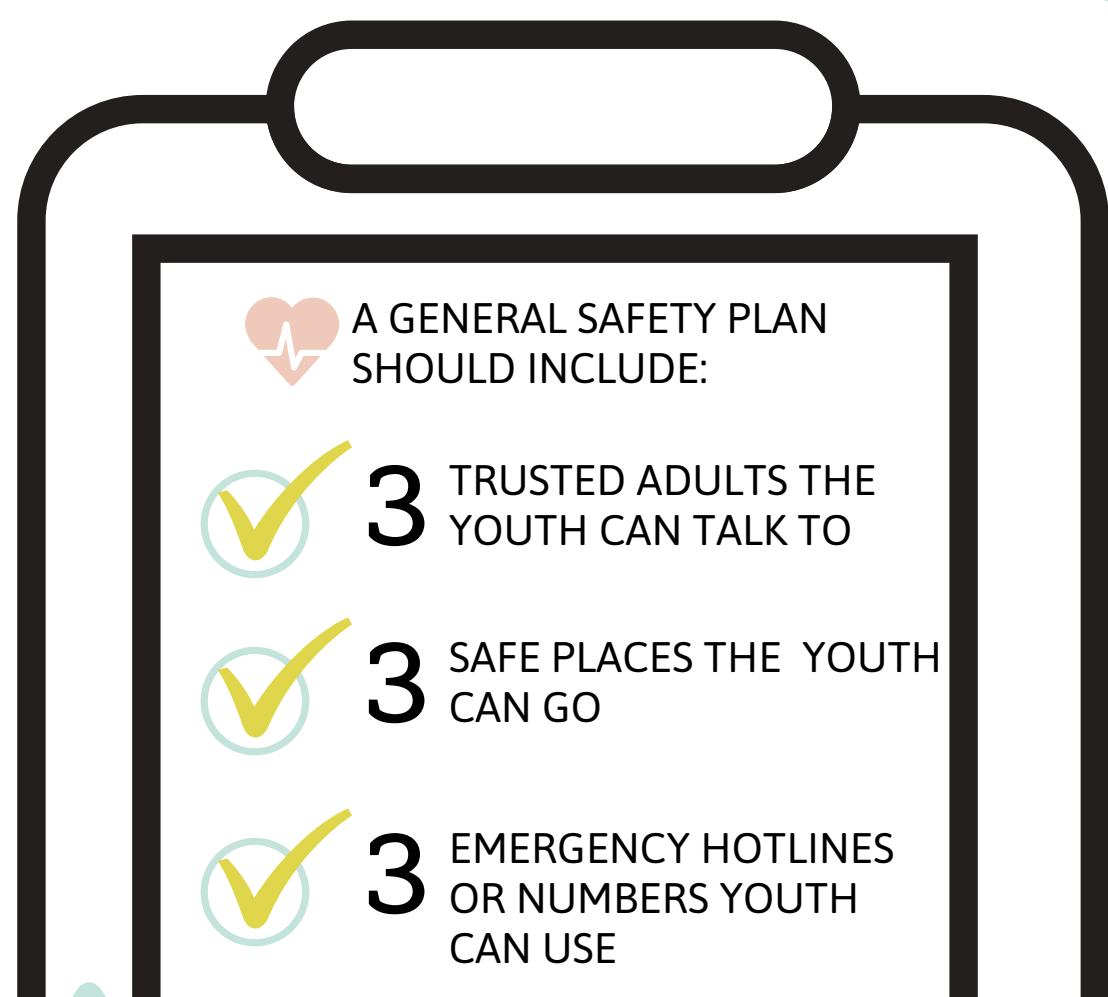 A GENERAL SAFETY PLAN
SHOULD INCLUDE:
3 TRUSTED ADULTS THE
YOUTH CAN TALK TO
3 SAFE PLACES THE YOUTH
CAN GO
3 EMERGENCY HOTLINES
OR NUMBERS YOUTH
CAN USE